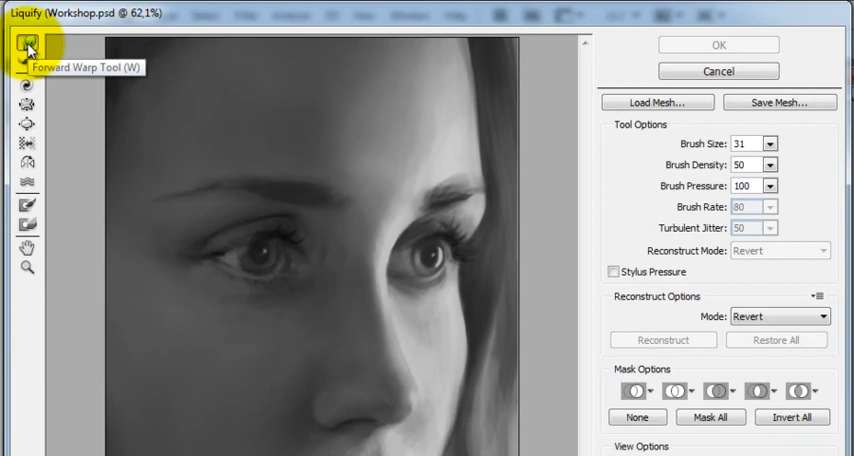 Liquify (Workshop.psd @ 62,1%)
Forward Warp Tool (W)
OK
Cancel
Load Mesh... Save Mesh...
Tool Options
Brush Size: 31
Brush Density: 50
Brush Pressure: 100
Brush Rate: 80
Turbulent Jitter: 50
Reconstruct Mode: Revert
Stylus Pressure
Reconstruct Options
Mode: Revert
Reconstruct Restore All
Mask Options
None Mask All Invert All
View Options